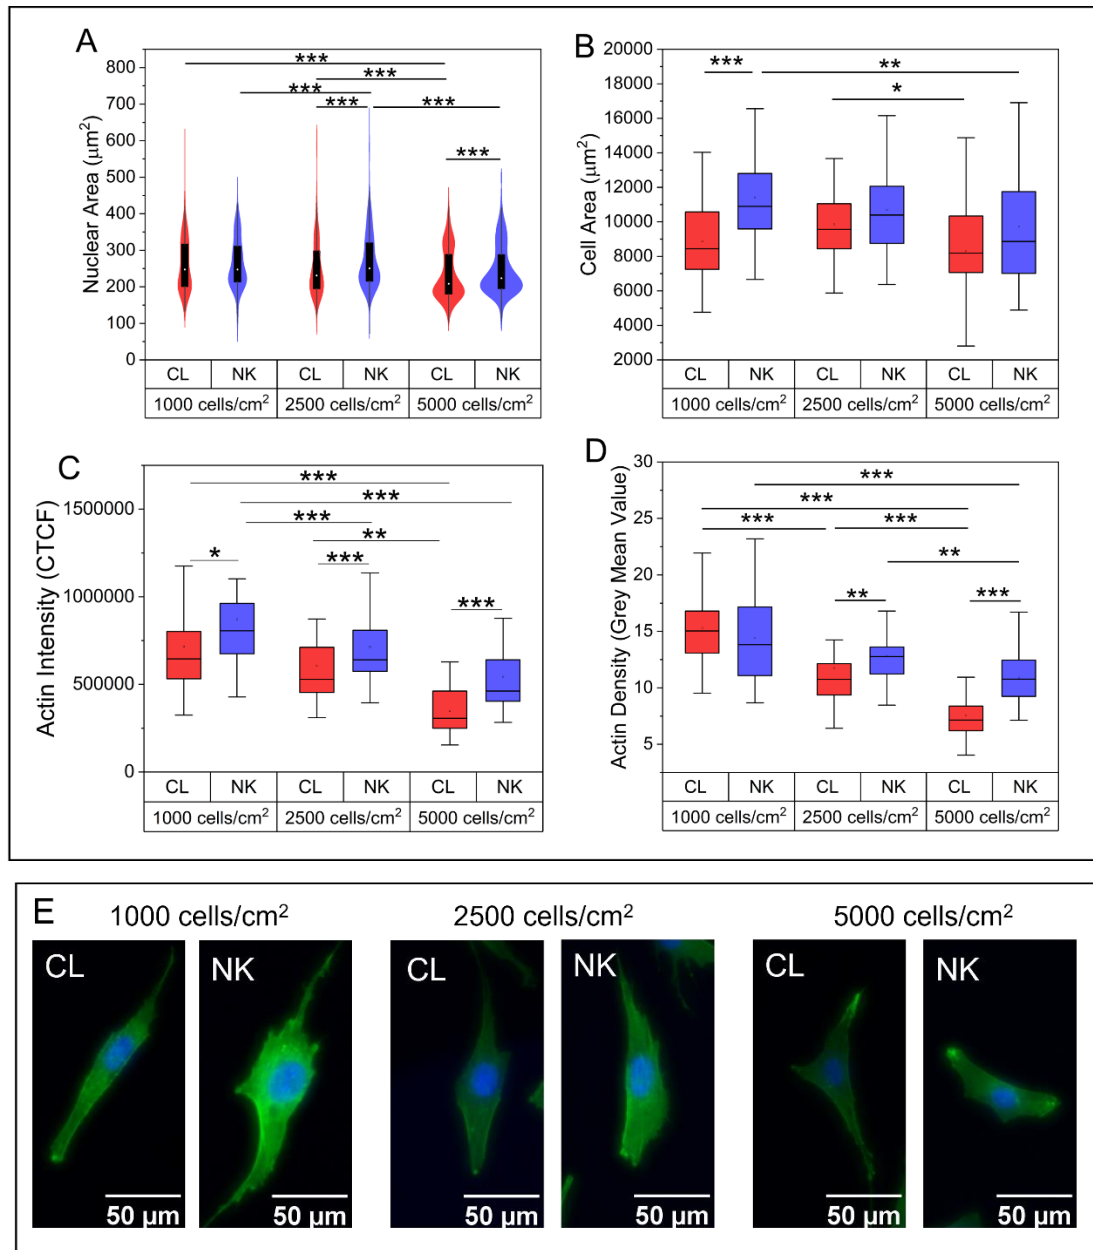 A
Nuclear Area (μm²)
800
700
600
500
400
300
200
100
0
***
***
***
***
***
***
CL NK CL NK CL NK
1000 cells/cm² 2500 cells/cm² 5000 cells/cm²
B
Cell Area (μm²)
20000
18000
16000
14000
12000
10000
8000
6000
4000
2000
***
**
*
CL NK CL NK CL NK
1000 cells/cm² 2500 cells/cm² 5000 cells/cm²
C
Actin Intensity (CTCF)
1500000
1000000
500000
0
***
***
***
**
*
***
***
CL NK CL NK CL NK
1000 cells/cm² 2500 cells/cm² 5000 cells/cm²
D
Actin Density (Grey Mean Value)
30
25
20
15
10
5
***
***
***
***
**
**
***
CL NK CL NK CL NK
1000 cells/cm² 2500 cells/cm² 5000 cells/cm²
E
1000 cells/cm² 2500 cells/cm² 5000 cells/cm²
CL NK CL NK CL NK
50 μm 50 μm 50 μm 50 μm 50 μm 50 μm